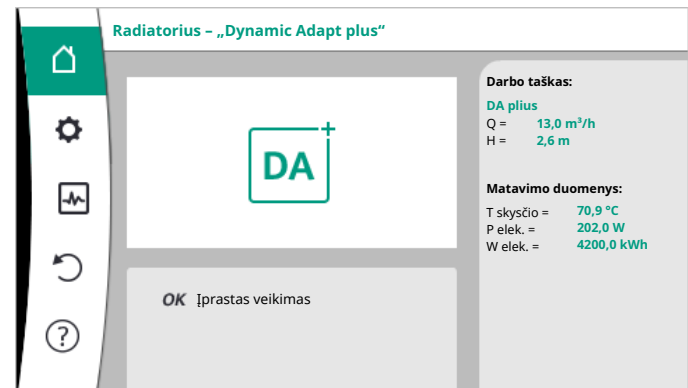 Radiatorius – „Dynamic Adapt plus“
DA
OK Įprastas veikimas
Darbo taškas:
DA plius
Q = 13,0 m³/h
H = 2,6 m
Matavimo duomenys:
T skysčio = 70,9 °C
P elek. = 202,0 W
W elek. = 4200,0 kWh